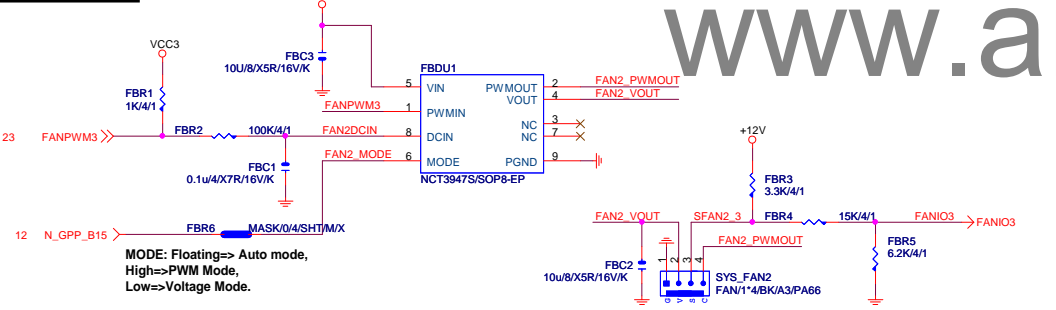 www.a
VCC3
FBC3
10U/8/X5R/16V/K
FBR1
1K/4/1
23 FANPWM3
FBR2 100K/4/1
FANPWM3
FAN2DCIN
FAN2_MODE
FBC1
0.1u/4/X7R/16V/K
FBDU1
5 VIN
1 PWMIN
8 DCIN
6 MODE
PWMOUT 2 FAN2_PWMOUT
VOUT 4 FAN2_VOUT
NC 3
NC 7
PGND 9
NCT3947S/SOP8-EP
12 N_GPP_B15
FBR6 MASK/0/4/SHT/M/X
MODE: Floating=> Auto mode,
High=>PWM Mode,
Low=>Voltage Mode.
+12V
FBR3
3.3K/4/1
FAN2_VOUT
SFAN2_3 FBR4 15K/4/1 FANIO3 FANIO3
FAN2_PWMOUT
FBR5
6.2K/4/1
FBC2
10u/8/X5R/16V/K
1 2 3 4
G V S C
SYS_FAN2
FAN/1*4/BK/A3/PA66